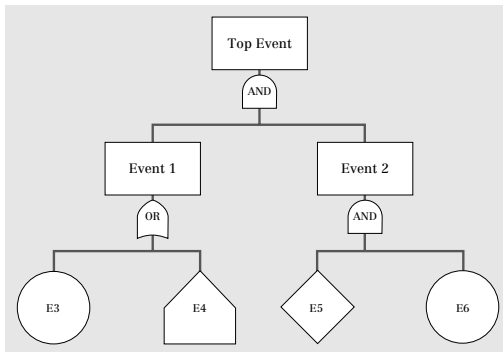 Top Event
AND
Event 1
Event 2
OR
AND
E3
E4
E5
E6